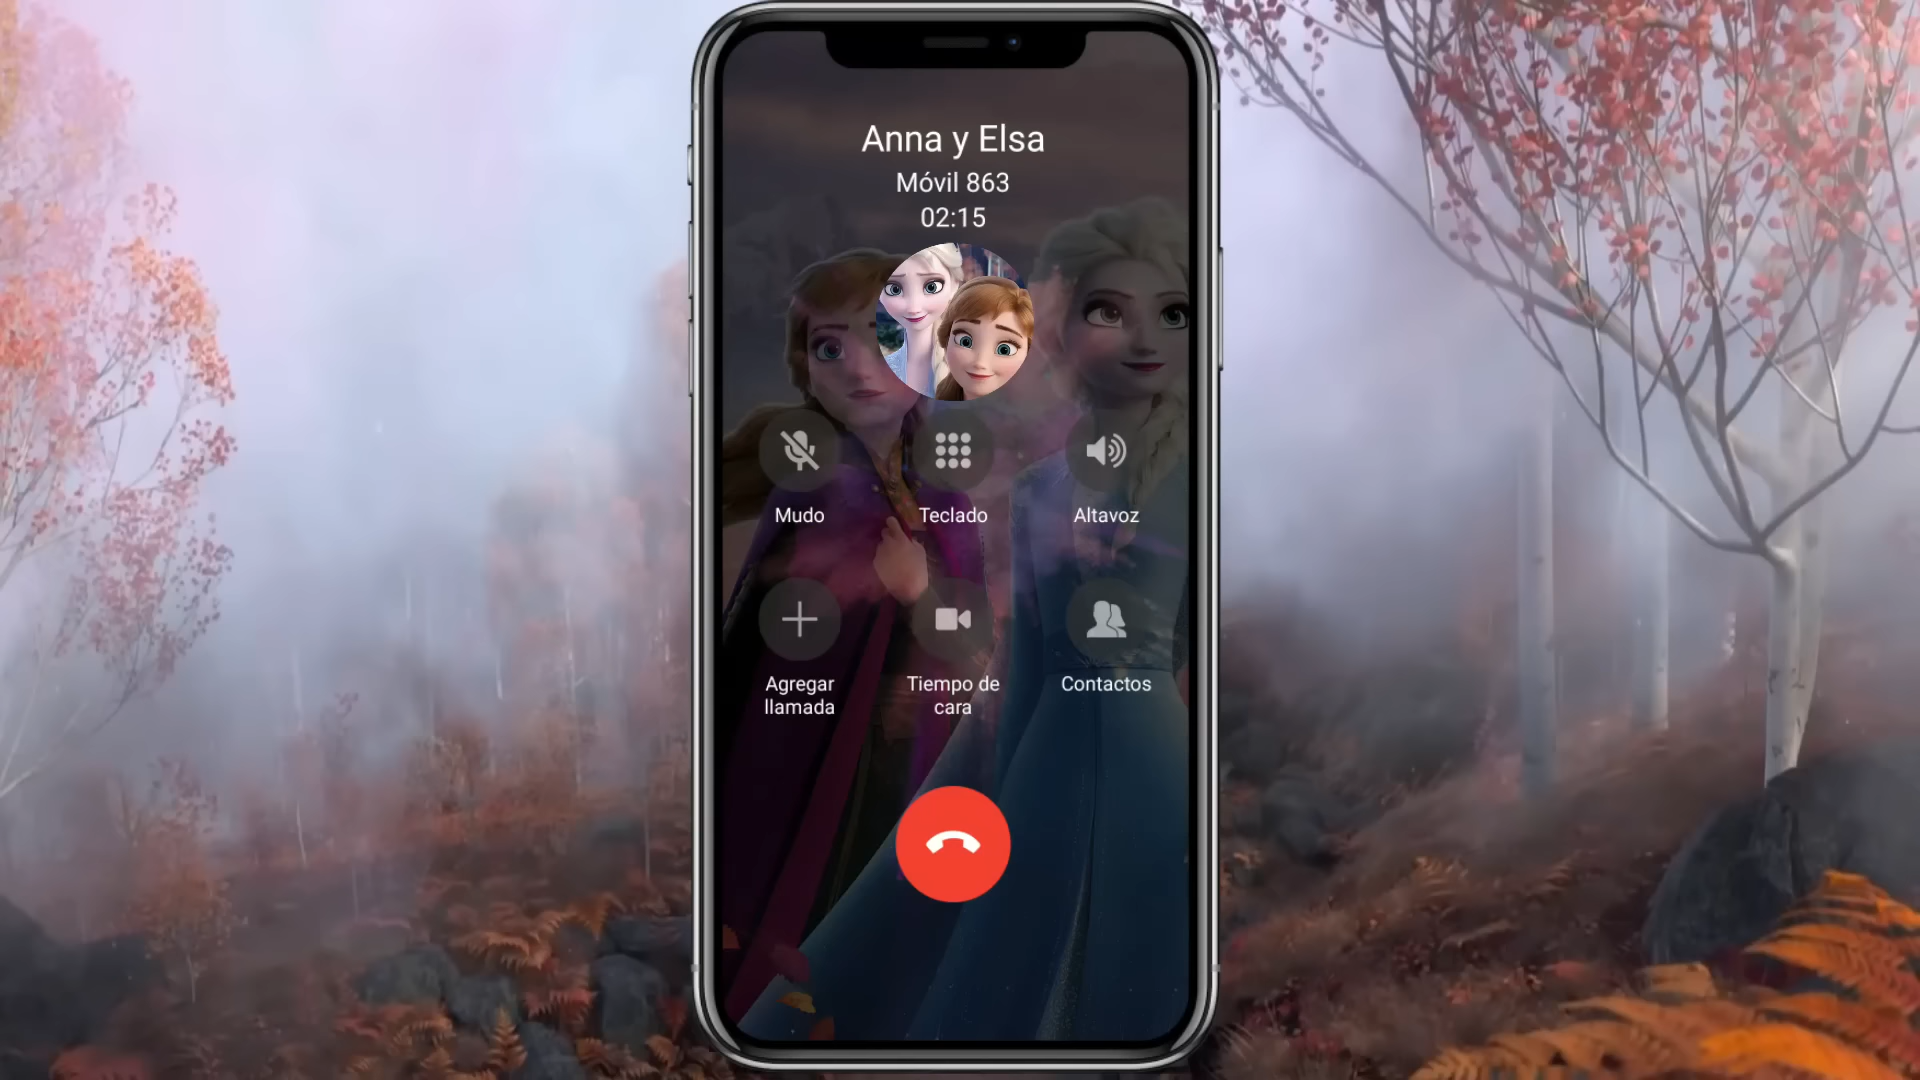 Anna y Elsa
Móvil 863
02:15
Mudo
Teclado
Altavoz
Agregar
llamada
Tiempo de
cara
Contactos